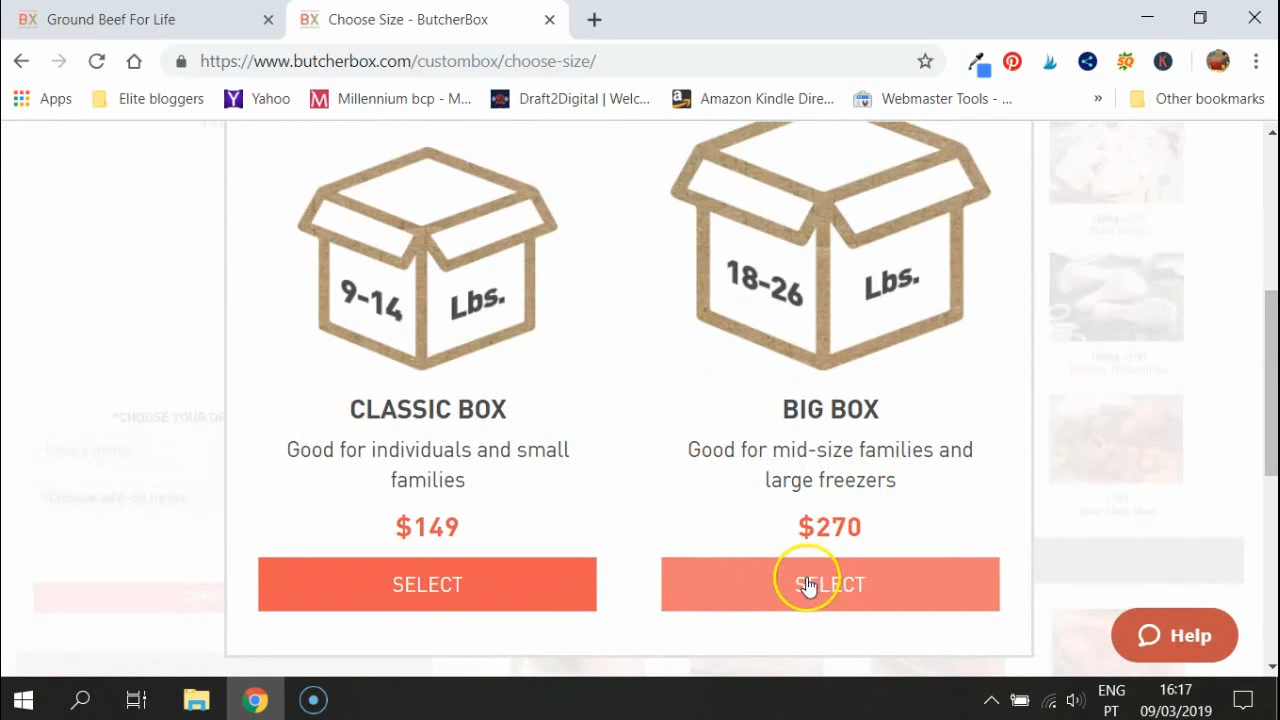 BX Ground Beef For Life
BX Choose Size - ButcherBox
https://www.butcherbox.com/custombox/choose-size/
Apps Elite bloggers Yahoo Millennium bcp - M... Draft2Digital | Welc... Amazon Kindle Dire... Webmaster Tools - ... » Other bookmarks
9-14 Lbs.
18-26 Lbs.
CLASSIC BOX
Good for individuals and small
families
$149
SELECT
BIG BOX
Good for mid-size families and
large freezers
$270
SELECT
*CHOOSE YOUR
Help
ENG
PT
16:17
09/03/2019